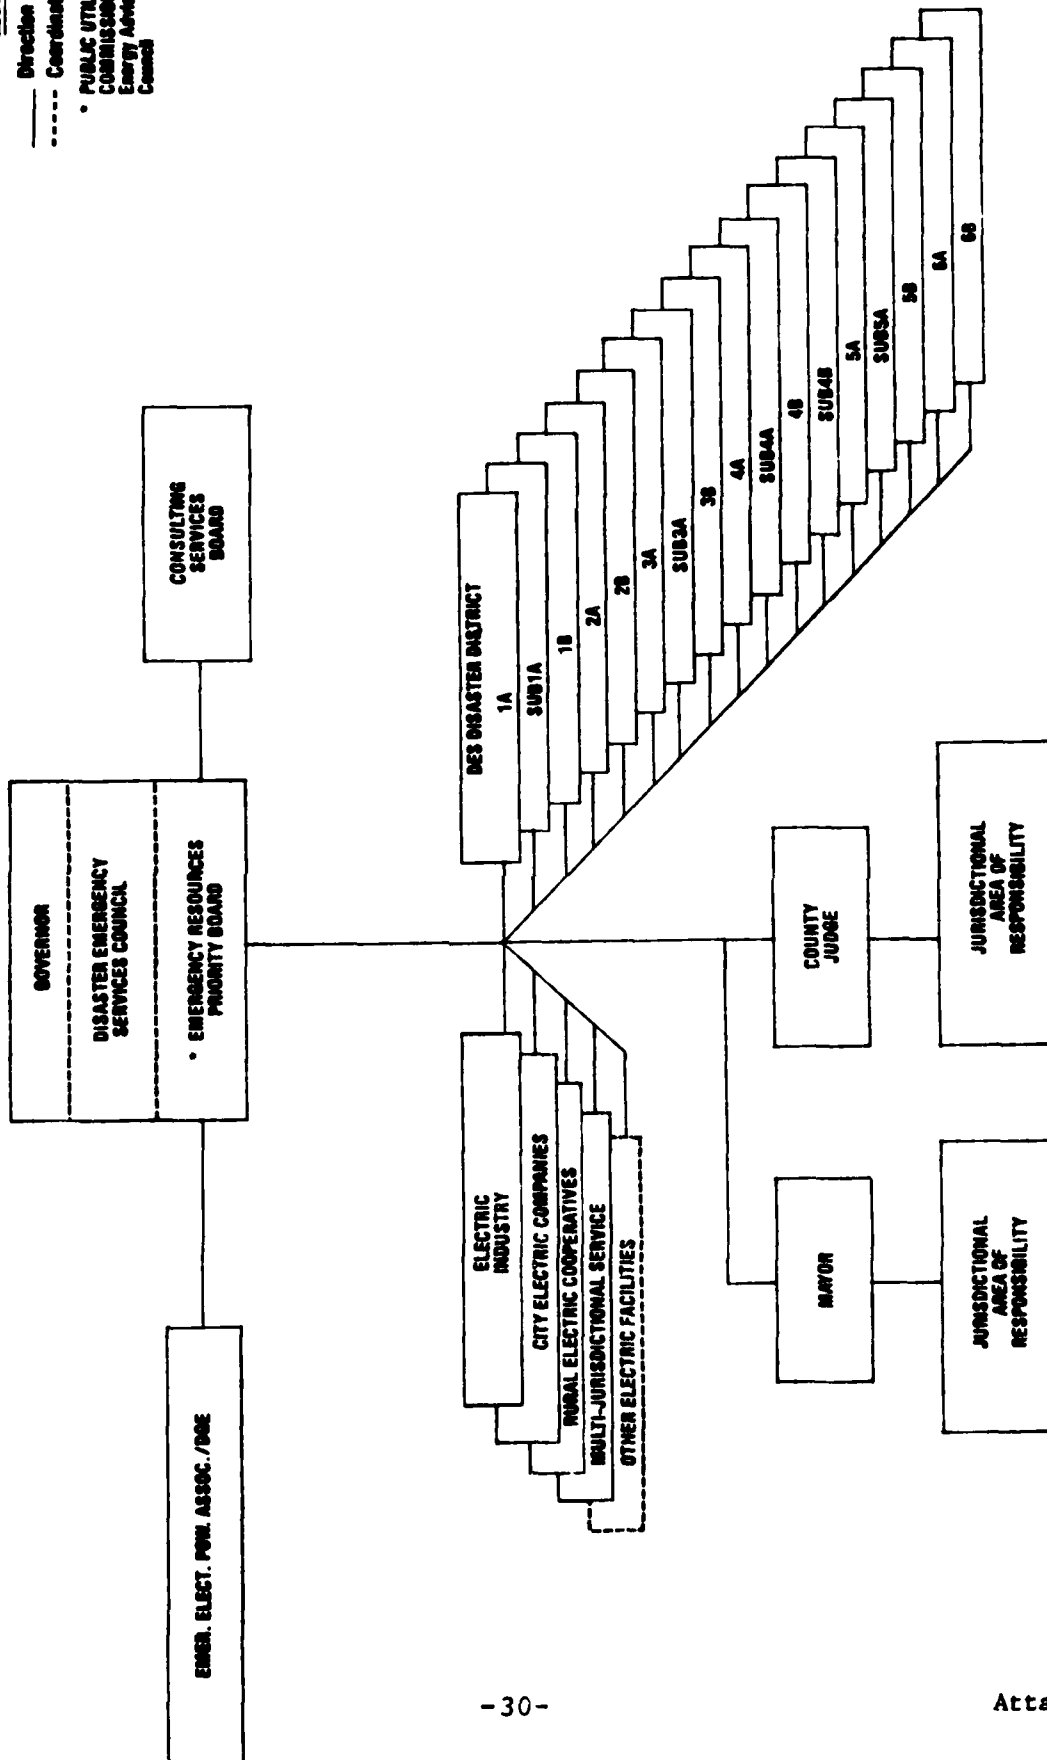 Direction
Coordinat
* PUBLIC UTIL
COMMISSION
Energy Advis
Council
GOVERNOR
DISASTER EMERGENCY
SERVICES COUNCIL
* EMERGENCY RESOURCES
PRIORITY BOARD
EMER. ELECT. POW. ASSOC./DOE
CONSULTING
SERVICES
BOARD
ELECTRIC
INDUSTRY
CITY ELECTRIC COMPANIES
RURAL ELECTRIC COOPERATIVES
MULTI-JURISDICTIONAL SERVICE
OTHER ELECTRIC FACILITIES
DES DISASTER DISTRICT
1A
SUB1A
1B
2A
2B
3A
SUB3A
3B
4A
SUB4A
4B
SUB4B
5A
SUB5A
5B
6A
6B
MAYOR
COUNTY
JUDGE
JURISDICTIONAL
AREA OF
RESPONSIBILITY
JURISDICTIONAL
AREA OF
RESPONSIBILITY
-30-
Atta